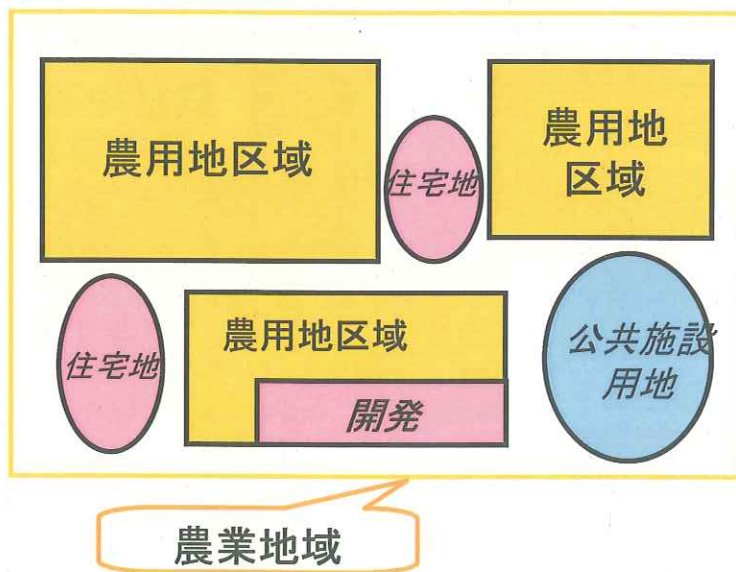 農用地区域
住宅地
農用地
区域
住宅地
農用地区域
開発
公共施設
用地
農業地域